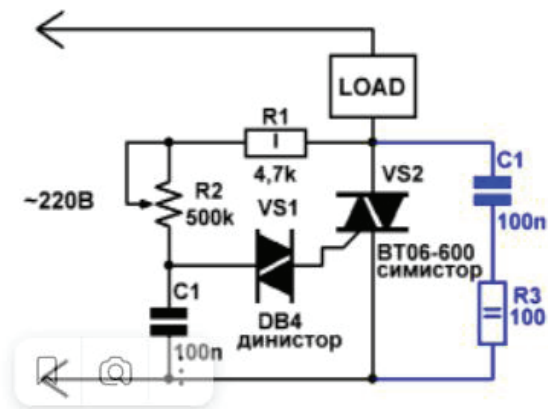 LOAD
R1
4,7k
C1
100n
~220В
R2
500k
VS1
VS2
ВТ06-600
симистор
C1
100n
DB4
динистор
R3
100